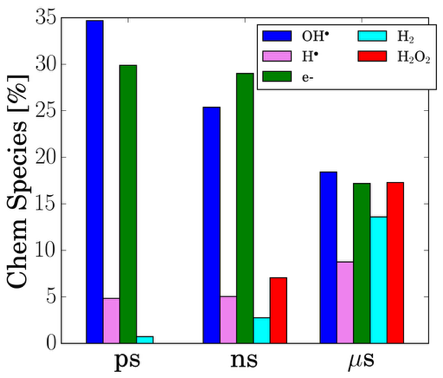 Chem Species [%]
35
30
25
20
15
10
5
0
OH• H₂
H• H₂O₂
e-
ps ns μs